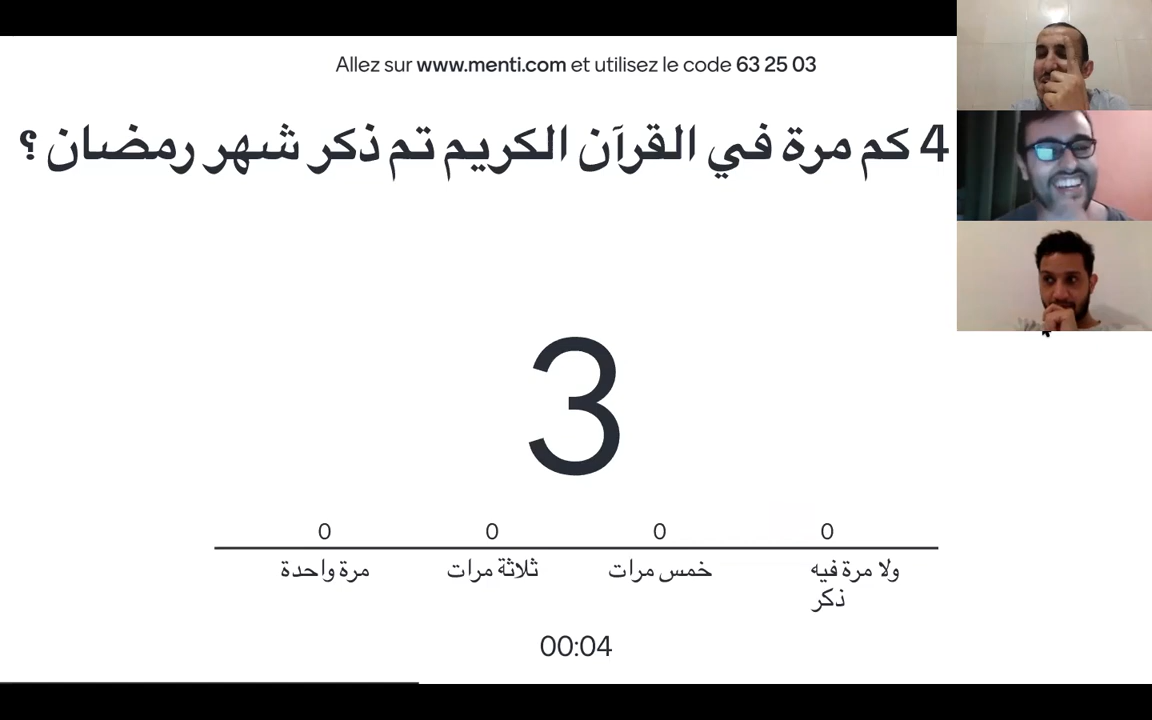 Allez sur www.menti.com et utilisez le code 63 25 03
4 كم مرة في القرآن الكريم تم ذكر شهر رمضان ؟
3
0 0 0 0
مرة واحدة ثلاثة مرات خمس مرات ولا مرة فيه
ذكر
00:04